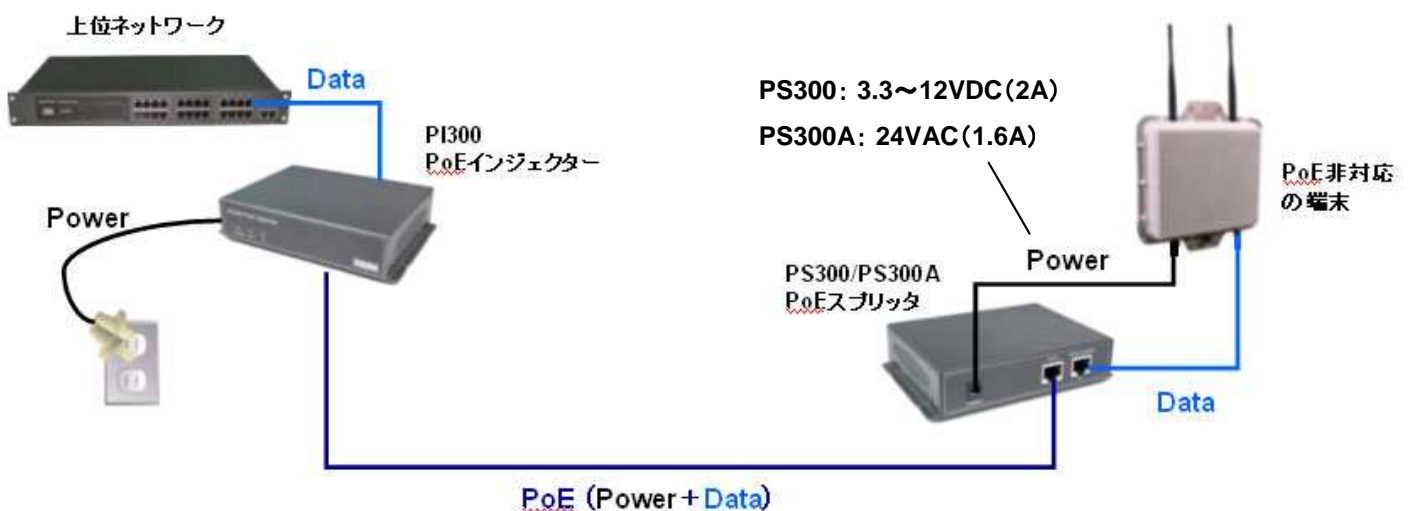 上位ネットワーク
Data
PI300
PoEインジェクター
Power
PS300: 3.3～12VDC(2A)
PS300A: 24VAC(1.6A)
PoE非対応
の端末
Power
PS300/PS300A
PoEスプリッタ
Data
PoE (Power+Data)